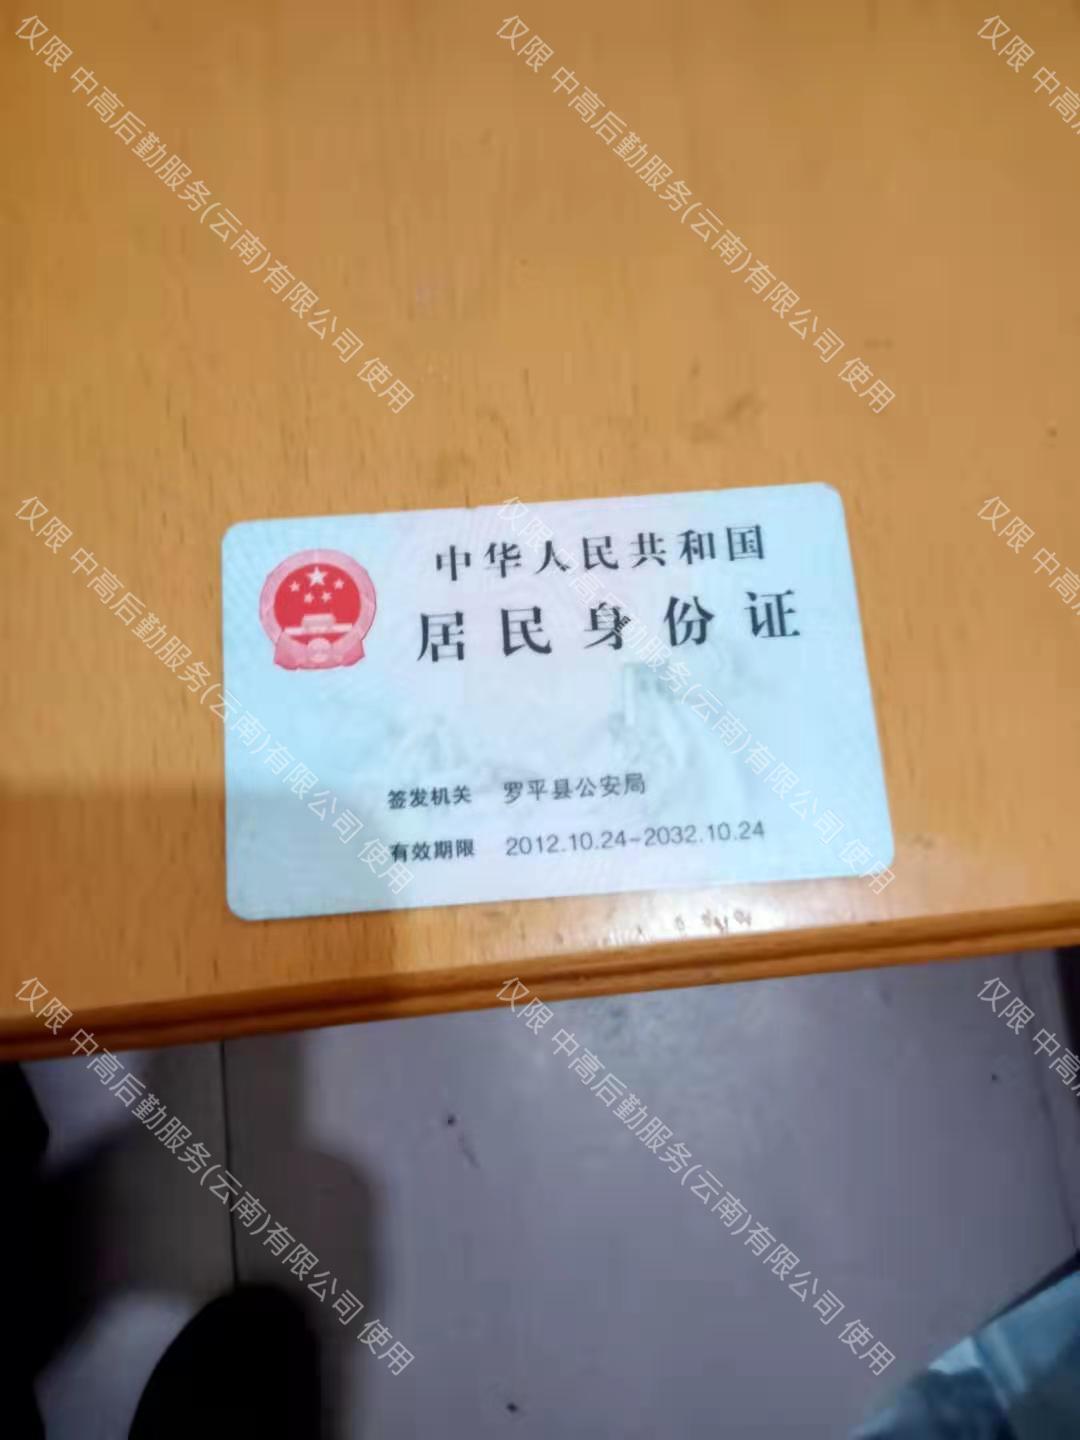 仅限 中高后勤服务(云南)有限公司 使用
仅限 中高后勤服务(云南)有限公司 使用
仅限 中高
仅限 中高后勤服务(云南)有限公司 使用
仅限 中高后勤服务(云南)有限公司 使用
仅限 中高
中华人民共和国
居民身份证
签发机关 罗平县公安局
有效期限 2012.10.24-2032.10.24
仅限 中高后勤服务(云南)有限公司 使用
仅限 中高后勤服务(云南)有限公司 使用
仅限 中高